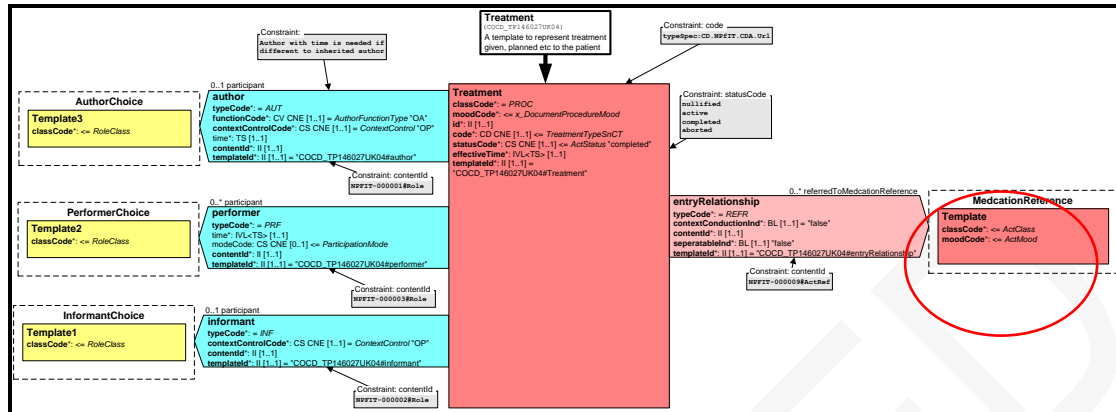 Treatment
(COCD_TP146027UK04)
A template to represent treatment
given, planned etc to the patient
Constraint:
Author with time is needed if
different to inherited author
Constraint: code
typeSpec:CD.NPfIT.CDA.Url
AuthorChoice
Template3
classCode*: <= RoleClass
0..1 participant
author
typeCode*: = AUT
functionCode*: CV CNE [1..1] = AuthorFunctionType "OA"
contextControlCode*: CS CNE [1..1] = ContextControl "OP"
time*: TS [1..1]
contentId*: II [1..1]
templateId*: II [1..1] = "COCD_TP146027UK04#author"
Constraint: contentId
NPFIT-000001#Role
Treatment
classCode*: = PROC
moodCode*: <= x_DocumentProcedureMood
id*: II [1..1]
code*: CD CNE [1..1] <= TreatmentTypeSnCT
statusCode*: CS CNE [1..1] <= ActStatus "completed"
effectiveTime*: IVL<TS> [1..1]
templateId*: II [1..1] =
"COCD_TP146027UK04#Treatment"
Constraint: statusCode
nullified
active
completed
aborted
PerformerChoice
Template2
classCode*: <= RoleClass
0..* participant
performer
typeCode*: = PRF
time*: IVL<TS> [1..1]
modeCode: CS CNE [0..1] <= ParticipationMode
contentId*: II [1..1]
templateId*: II [1..1] = "COCD_TP146027UK04#performer"
Constraint: contentId
NPFIT-000003#Role
0..* referredToMedcationReference
entryRelationship
typeCode*: = REFR
contextConductionInd*: BL [1..1] = "false"
contentId*: II [1..1]
seperatableInd*: BL [1..1] "false"
templateId*: II [1..1] = "COCD_TP146027UK04#entryRelationship"
Constraint: contentId
NPFIT-000009#ActRef
MedcationReference
Template
classCode*: <= ActClass
moodCode*: <= ActMood
InformantChoice
Template1
classCode*: <= RoleClass
0..1 participant
informant
typeCode*: = INF
contextControlCode*: CS CNE [1..1] = ContextControl "OP"
contentId*: II [1..1]
templateId*: II [1..1] = "COCD_TP146027UK04#informant"
Constraint: contentId
NPFIT-000002#Role